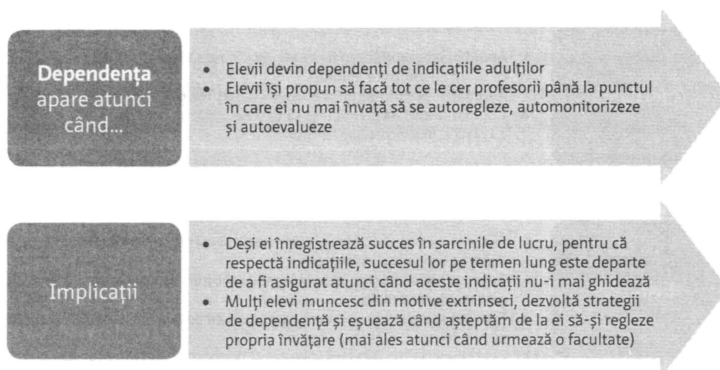 Dependența
apare atunci
când...
• Elevii devin dependenți de indicațiile adulților
• Elevii își propun să facă tot ce le cer profesorii până la punctul
în care ei nu mai învață să se autoregleze, automonitorizeze
și autoevalueze
Implicații
• Deși ei înregistrează succes în sarcinile de lucru, pentru că
respectă indicațiile, succesul lor pe termen lung este departe
de a fi asigurat atunci când aceste indicații nu-i mai ghidează
• Mulți elevi muncesc din motive extrinseci, dezvoltă strategii
de dependență și eșuează când așteptăm de la ei să-și regleze
propria învățare (mai ales atunci când urmează o facultate)